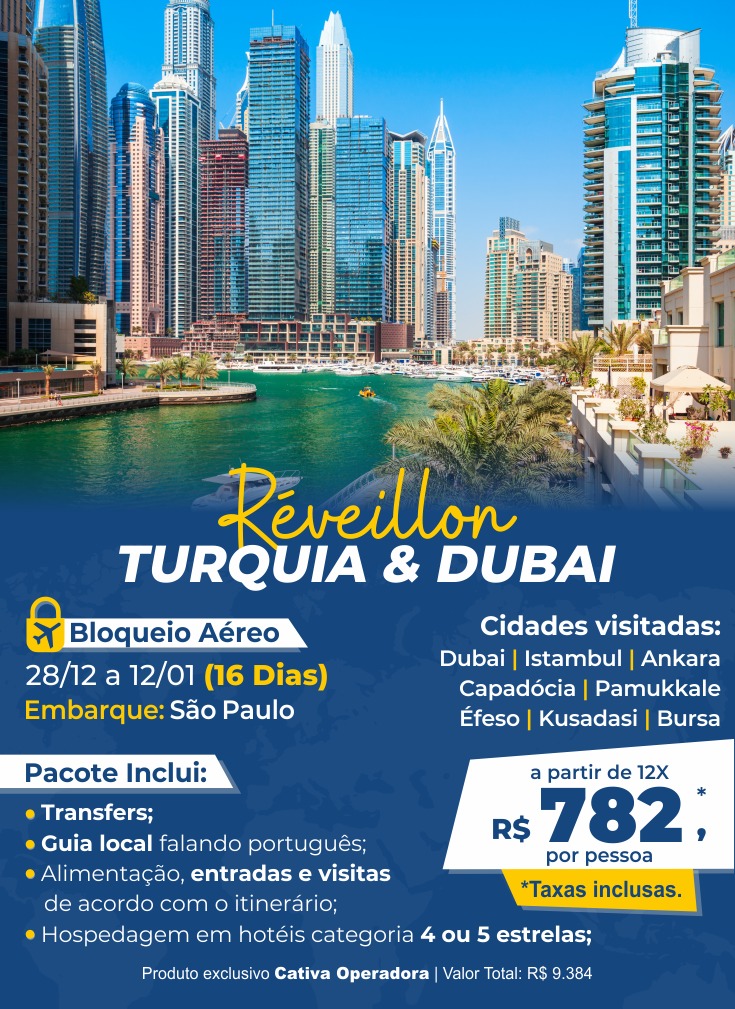 Réveillon
TURQUIA & DUBAI
Bloqueio Aéreo
28/12 a 12/01 (16 Dias)
Embarque: São Paulo
Cidades visitadas:
Dubai | Istambul | Ankara
Capadócia | Pamukkale
Éfeso | Kusadasi | Bursa
Pacote Inclui:
• Transfers;
• Guia local falando português;
• Alimentação, entradas e visitas
de acordo com o itinerário;
• Hospedagem em hotéis categoria 4 ou 5 estrelas;
a partir de 12X
R$ 782,*
por pessoa
*Taxas inclusas.
Produto exclusivo Cativa Operadora | Valor Total: R$ 9.384